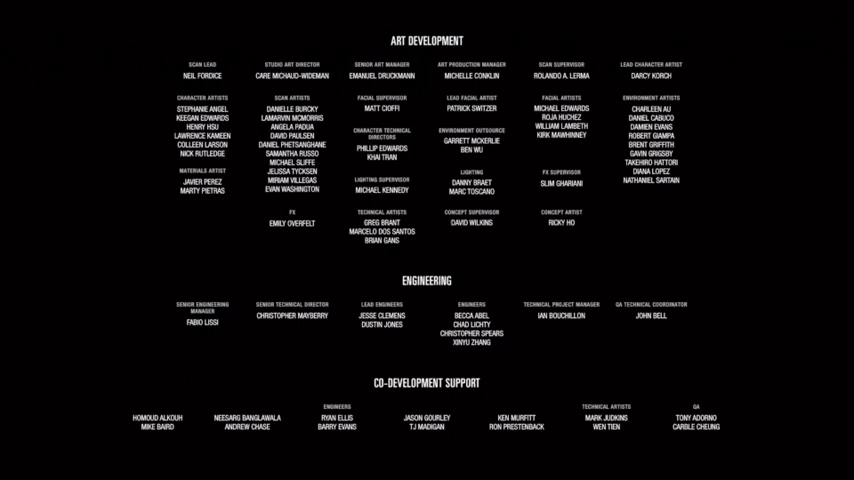 ART DEVELOPMENT
SCAN LEAD
NEIL FORDICE
STUDIO ART DIRECTOR
CARE MICHAUD-WIDEMAN
SENIOR ART MANAGER
EMANUEL DRUCKMANN
ART PRODUCTION MANAGER
MICHELLE CONKLIN
SCAN SUPERVISOR
ROLANDO A. LERMA
LEAD CHARACTER ARTIST
DARCY KORCH
CHARACTER ARTISTS
STEPHANIE ANGEL
KEEGAN EDWARDS
HENRY HSU
LAWRENCE KAMEEN
COLLEEN LARSON
NICK RUTLEDGE
MATERIALS ARTIST
JAVIER PEREZ
MARTY PIETRAS
SCAN ARTISTS
DANIELLE BURCKY
LAMARVIN MCMORRIS
ANGELA PADUA
DAVID PAULSEN
DANIEL PHETSANGHANE
SAMANTHA RUSSO
MICHAEL SLIFFE
JELISSA TYCKSEN
MIRIAM VILLEGAS
EVAN WASHINGTON
FACIAL SUPERVISOR
MATT CIOFFI
CHARACTER TECHNICAL
DIRECTORS
PHILLIP EDWARDS
KHAI TRAN
LIGHTING SUPERVISOR
MICHAEL KENNEDY
LEAD FACIAL ARTIST
PATRICK SWITZER
ENVIRONMENT OUTSOURCE
GARRETT MCKERLIE
BEN WU
LIGHTING
DANNY BRAET
MARC TOSCANO
FACIAL ARTISTS
MICHAEL EDWARDS
ROJA HUCHEZ
WILLIAM LAMBETH
KIRK MAWHINNEY
FX SUPERVISOR
SLIM GHARIANI
ENVIRONMENT ARTISTS
CHARLEEN AU
DANIEL CABUCO
DAMIEN EVANS
ROBERT GAMPA
BRENT GRIFFITH
GAVIN GRIGSBY
TAKEHIRO HATTORI
DIANA LOPEZ
NATHANIEL SARTAIN
FX
EMILY OVERFELT
TECHNICAL ARTISTS
GREG BRANT
MARCELO DOS SANTOS
BRIAN GANS
CONCEPT SUPERVISOR
DAVID WILKINS
CONCEPT ARTIST
RICKY HO
ENGINEERING
SENIOR ENGINEERING
MANAGER
FABIO LISSI
SENIOR TECHNICAL DIRECTOR
CHRISTOPHER MAYBERRY
LEAD ENGINEERS
JESSE CLEMENS
DUSTIN JONES
ENGINEERS
BECCA ABEL
CHAD LICHTY
CHRISTOPHER SPEARS
XINYU ZHANG
TECHNICAL PROJECT MANAGER
IAN BOUCHILLON
QA TECHNICAL COORDINATOR
JOHN BELL
CO-DEVELOPMENT SUPPORT
ENGINEERS
HOMOUD ALKOUH
MIKE BAIRD
NEESARG BANGLAWALA
ANDREW CHASE
RYAN ELLIS
BARRY EVANS
JASON GOURLEY
TJ MADIGAN
KEN MURFITT
RON PRESTENBACK
TECHNICAL ARTISTS
MARK JUDKINS
WEN TIEN
QA
TONY ADORNO
CARBLE CHEUNG